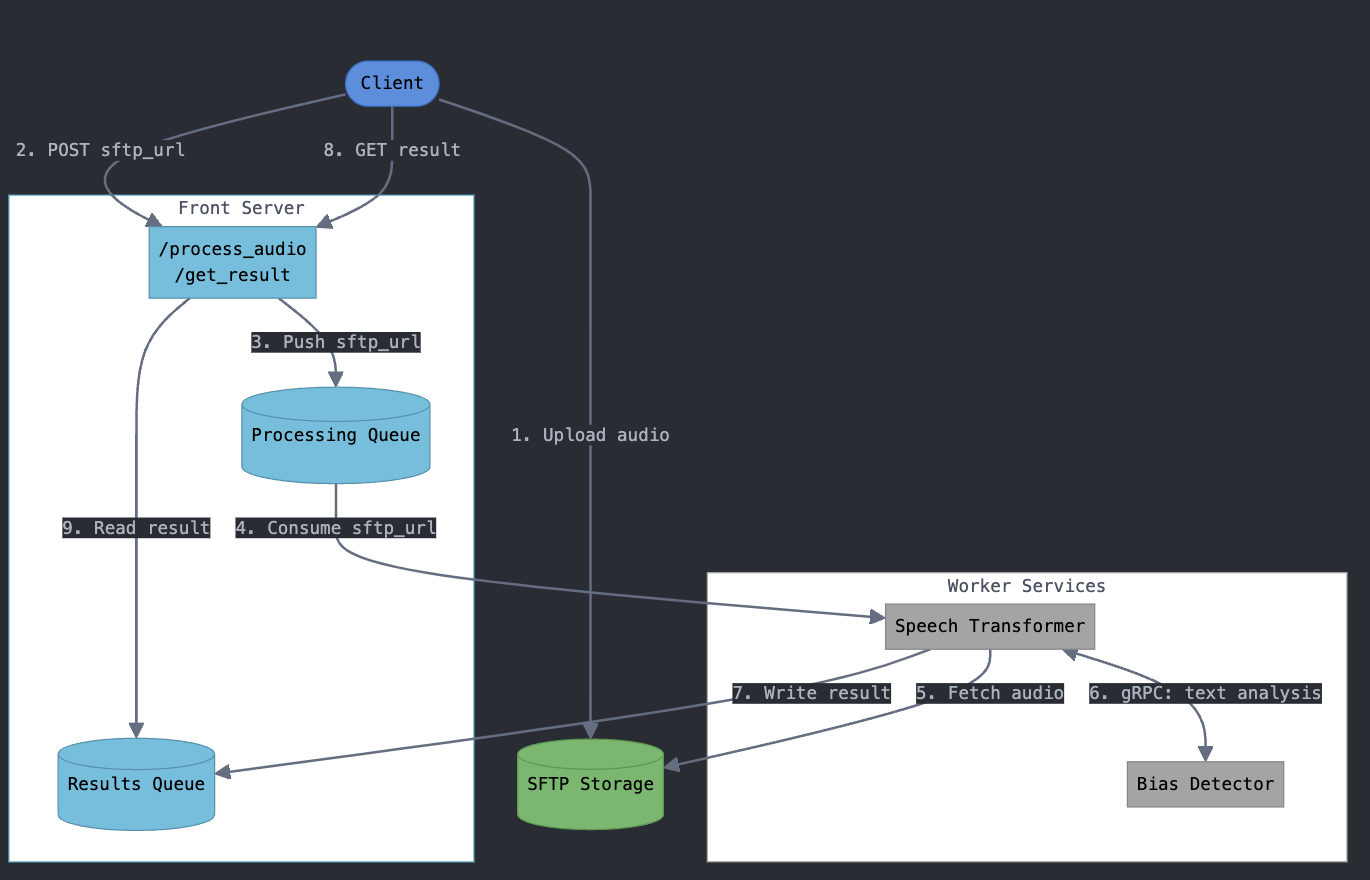 Client
2. POST sftp_url
8. GET result
Front Server
/process_audio
/get_result
3. Push sftp_url
Processing Queue
1. Upload audio
9. Read result
4. Consume sftp_url
Worker Services
Speech Transformer
7. Write result
5. Fetch audio
6. gRPC: text analysis
Results Queue
SFTP Storage
Bias Detector